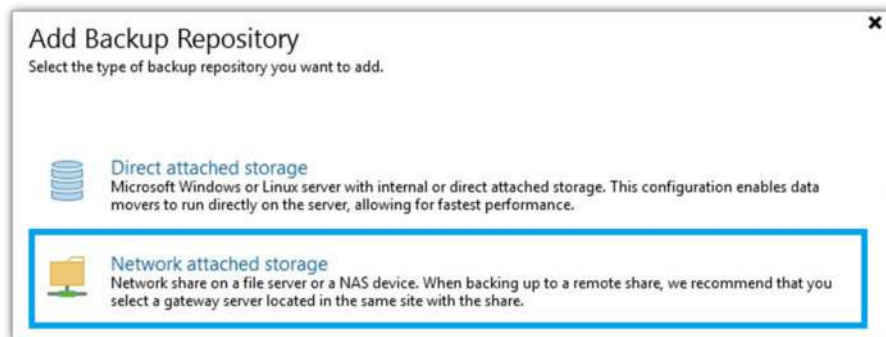 Add Backup Repository
Select the type of backup repository you want to add.
Direct attached storage
Microsoft Windows or Linux server with internal or direct attached storage. This configuration enables data
movers to run directly on the server, allowing for fastest performance.
Network attached storage
Network share on a file server or a NAS device. When backing up to a remote share, we recommend that you
select a gateway server located in the same site with the share.